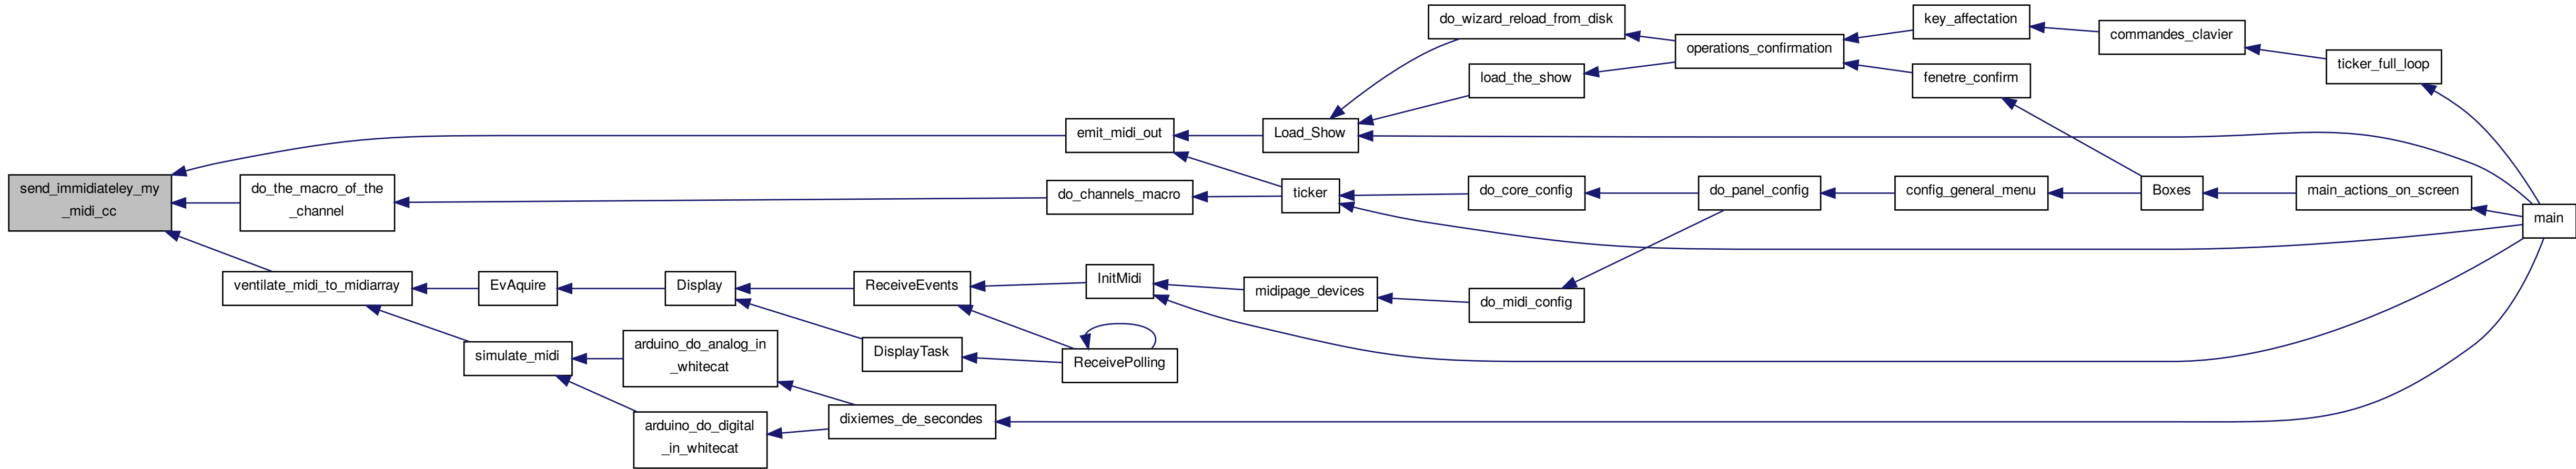 send_immidiateley_my
_midi_cc
do_the_macro_of_the
_channel
ventilate_midi_to_midiarray
EvAquire
simulate_midi
arduino_do_analog_in
_whitecat
arduino_do_digital
_in_whitecat
Display
ReceiveEvents
DisplayTask
dixiemes_de_secondes
emit_midi_out
do_channels_macro
InitMidi
ReceivePolling
Load_Show
ticker
midipage_devices
do_wizard_reload_from_disk
load_the_show
do_core_config
do_midi_config
operations_confirmation
do_panel_config
key_affectation
fenetre_confirm
config_general_menu
commandes_clavier
Boxes
ticker_full_loop
main_actions_on_screen
main